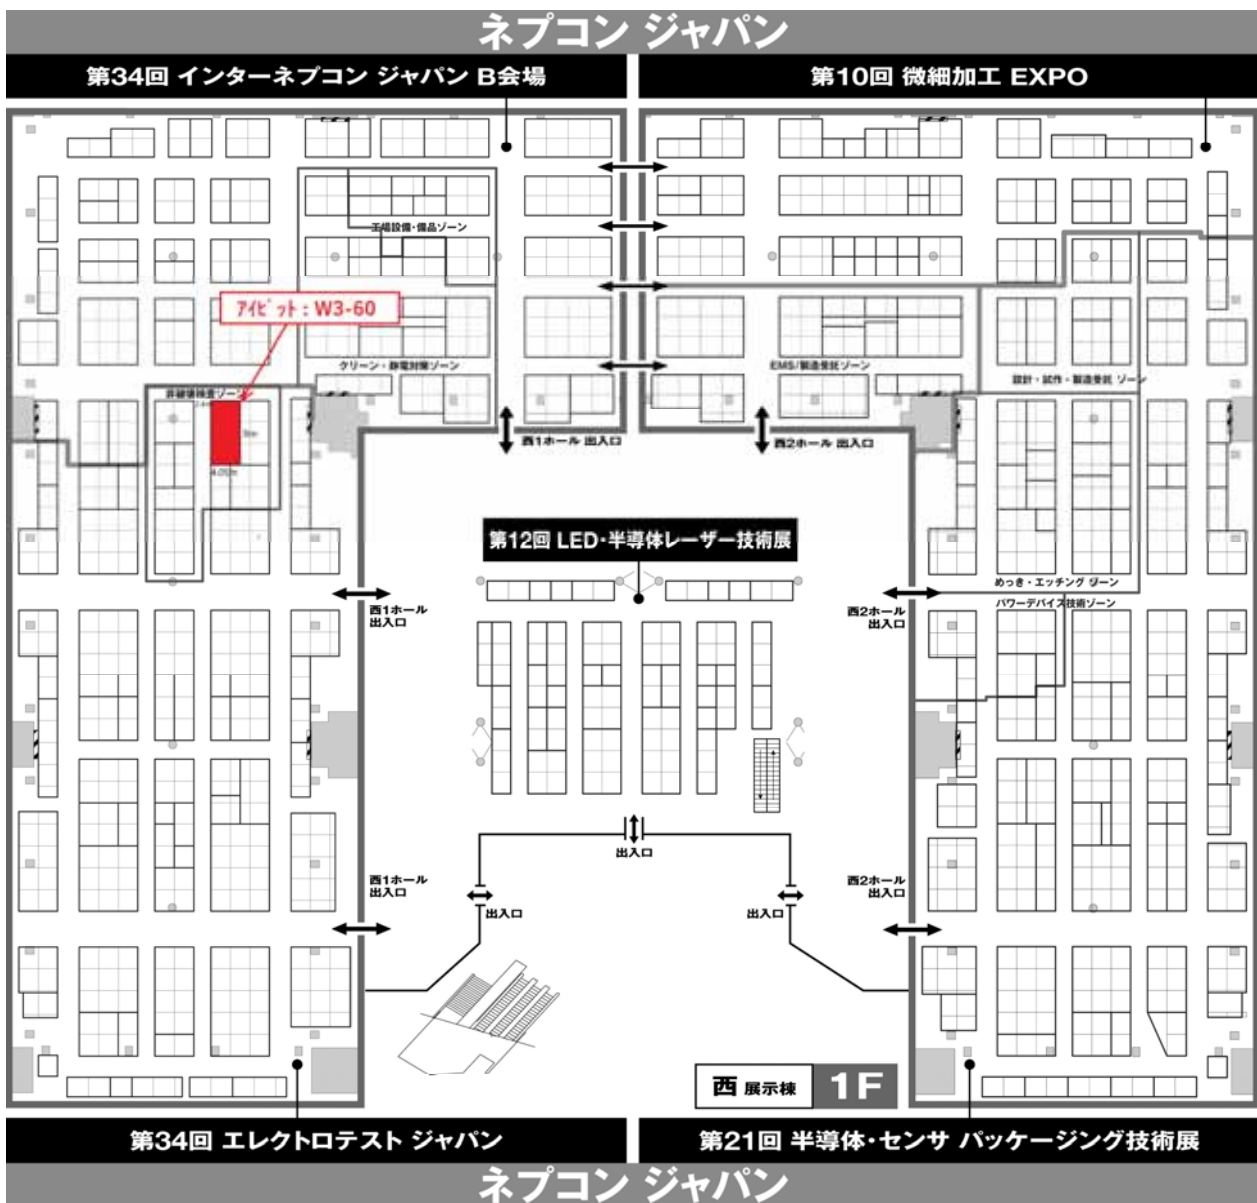 ネプコン ジャパン
第34回 インターネプコン ジャパン B会場
第10回 微細加工 EXPO
工場設備・備品ゾーン
アイビット：W3-60
クリーン・静電対策ゾーン
EMS/製造受託ゾーン
設計・試作・製造受託 ゾーン
非破壊検査ゾーン
西1ホール 出入口
西2ホール 出入口
第12回 LED・半導体レーザー技術展
めっき・エッチング ゾーン
パワーデバイス技術ゾーン
西1ホール
出入口
西2ホール
出入口
出入口
西1ホール
出入口
出入口
出入口
西2ホール
出入口
西 展示棟 1F
第34回 エレクトロテスト ジャパン
第21回 半導体・センサ パッケージング技術展
ネプコン ジャパン